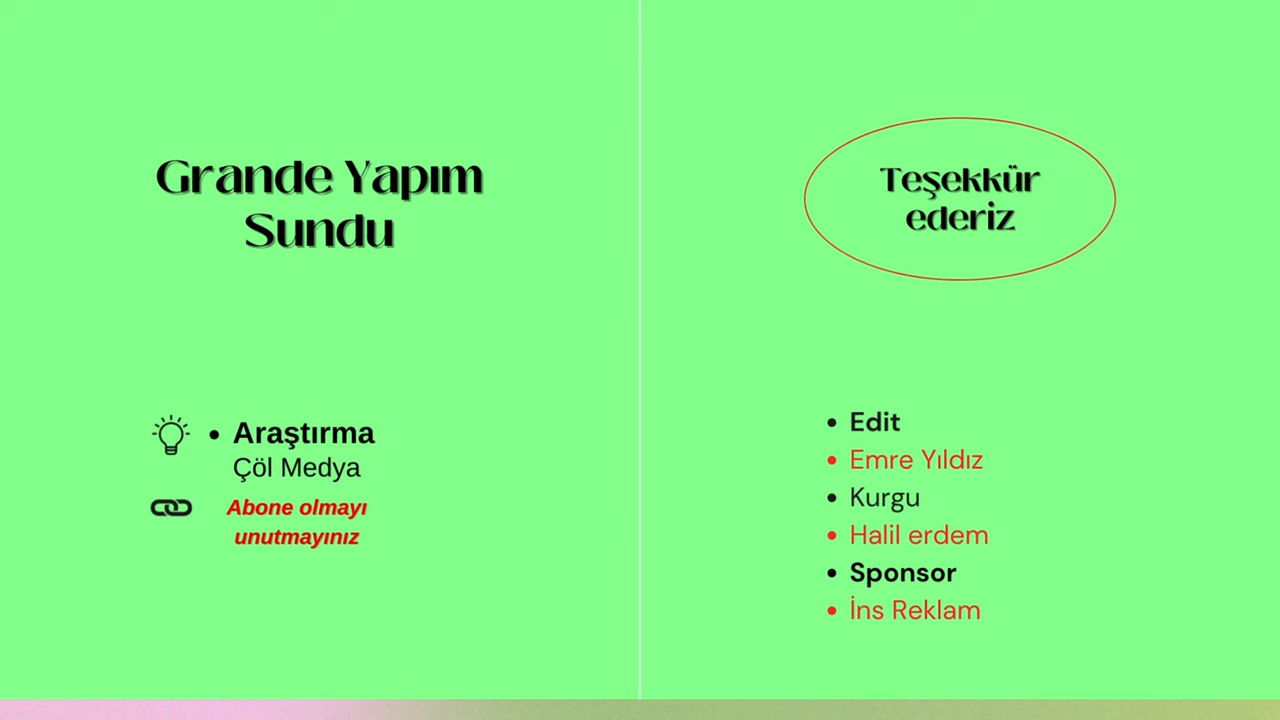 Grande Yapım
Sundu
Araştırma
Çöl Medya
Abone olmayı
unutmayınız
Teşekkür
ederiz
Edit
Emre Yıldız
Kurgu
Halil erdem
Sponsor
İns Reklam